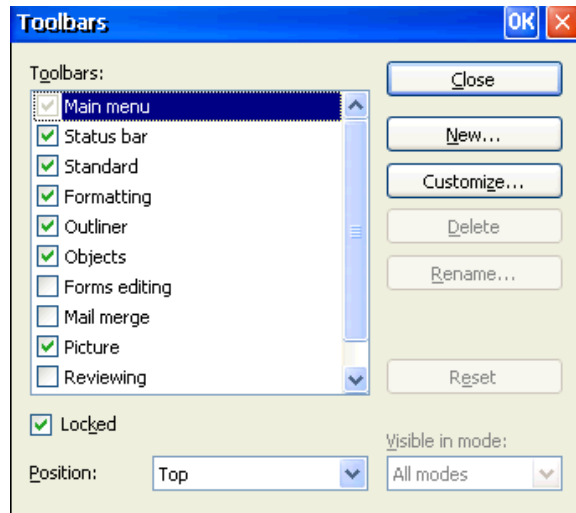 Toolbars OK
Toolbars:
Main menu
Status bar
Standard
Formatting
Outliner
Objects
Forms editing
Mail merge
Picture
Reviewing
Close
New...
Customize...
Delete
Rename...
Reset
Locked
Position: Top
Visible in mode:
All modes